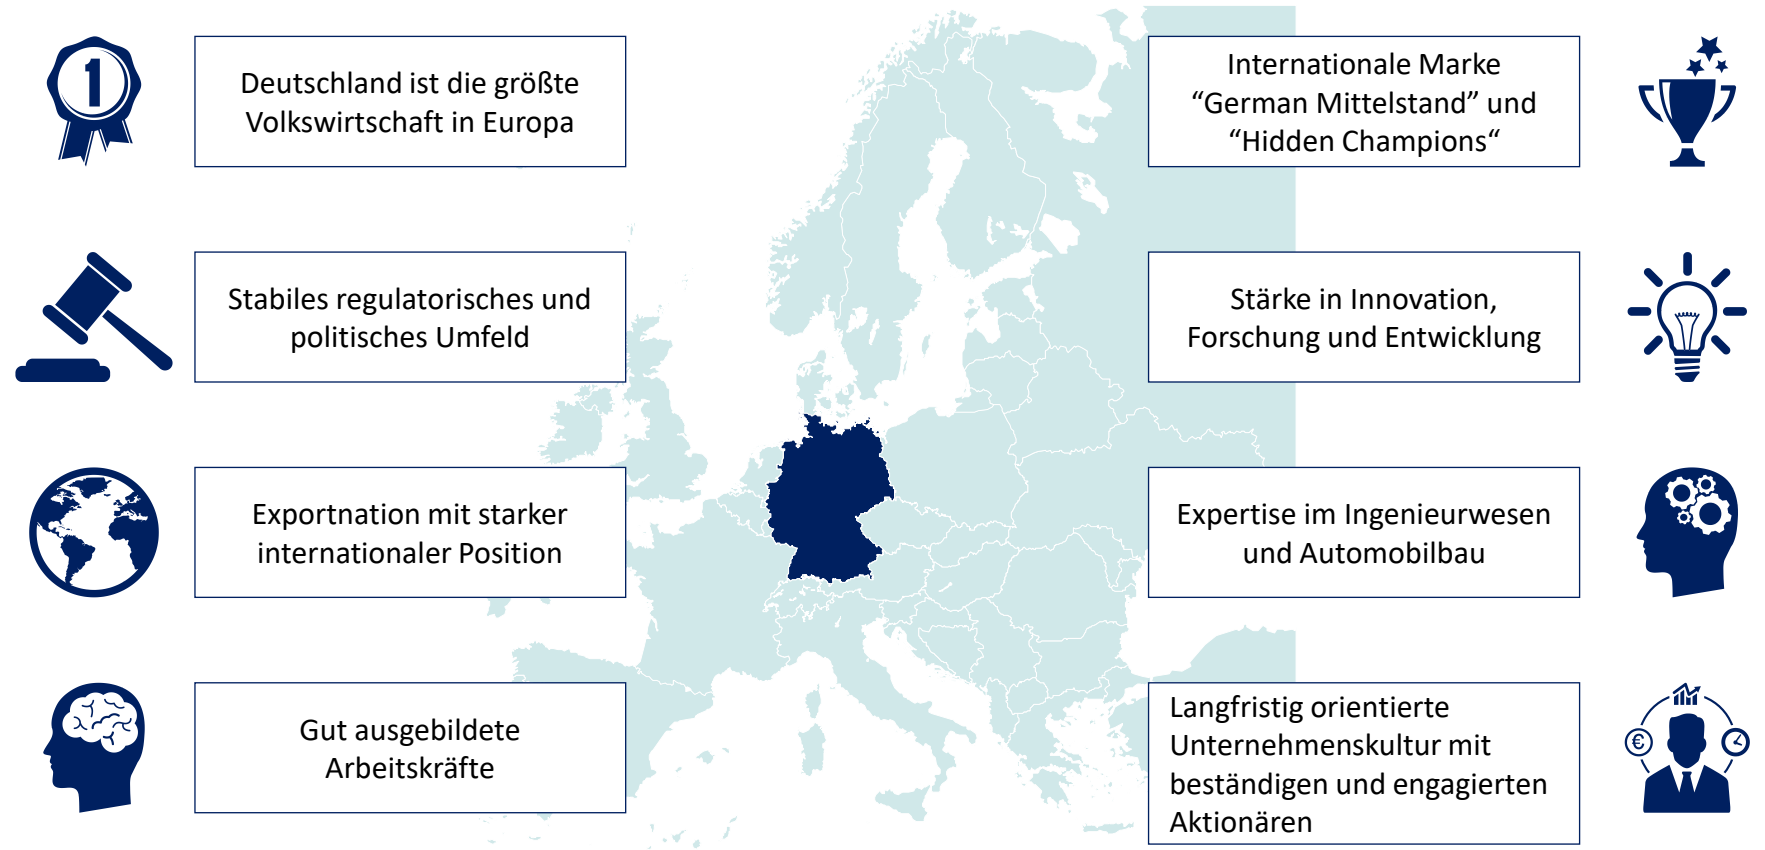 1
Deutschland ist die größte
Volkswirtschaft in Europa
Stabiles regulatorisches und
politisches Umfeld
Exportnation mit starker
internationaler Position
Gut ausgebildete
Arbeitskräfte
Internationale Marke
“German Mittelstand” und
“Hidden Champions“
Stärke in Innovation,
Forschung und Entwicklung
Expertise im Ingenieurwesen
und Automobilbau
Langfristig orientierte
Unternehmenskultur mit
beständigen und engagierten
Aktionären
€